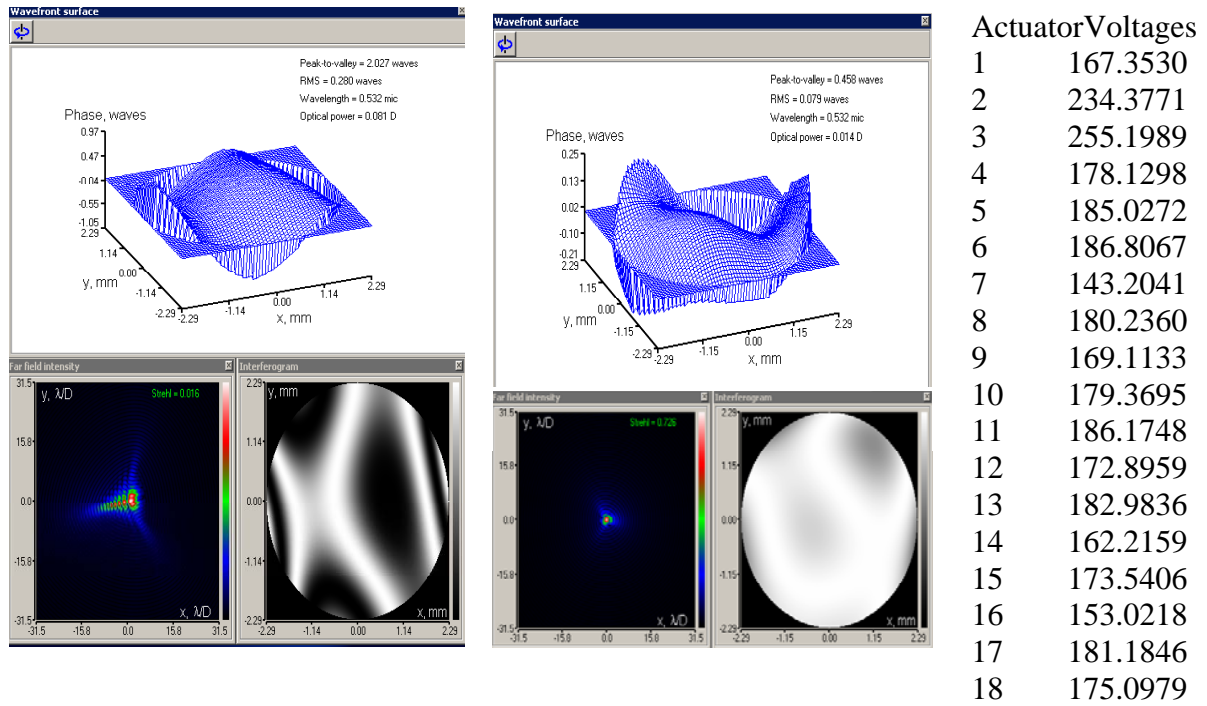 Wavefront surface
Peak-to-valley = 2.027 waves
RMS = 0.280 waves
Wavelength = 0.532 mic
Optical power = 0.081 D
Phase, waves
0.97
0.47
-0.04
-0.55
-1.05
2.29
1.14
0.00
-1.14
-2.29
y, mm
-2.29
-1.14
0.00
1.14
2.29
x, mm
Far field intensity
31.5
y, λ/D
Strehl = 0.016
15.8
0.0
-15.8
-31.5
x, λ/D
-31.5
-15.8
0.0
15.8
31.5
Interferogram
2.29
y, mm
1.14
0.00
-1.14
-2.29
x, mm
-2.29
-1.14
0.00
1.14
2.29
Wavefront surface
Peak-to-valley = 0.458 waves
RMS = 0.079 waves
Wavelength = 0.532 mic
Optical power = 0.014 D
Phase, waves
0.25
0.13
0.02
-0.10
-0.21
2.29
1.15
0.00
-1.15
-2.29
y, mm
-2.29
-1.15
0.00
1.15
2.29
x, mm
Far field intensity
31.5
y, λ/D
Strehl = 0.726
15.8
0.0
-15.8
-31.5
x, λ/D
-31.5
-15.8
0.0
15.8
31.5
Interferogram
2.29
y, mm
1.15
0.00
-1.15
-2.29
x, mm
-2.29
-1.15
0.00
1.15
2.29
ActuatorVoltages
1 167.3530
2 234.3771
3 255.1989
4 178.1298
5 185.0272
6 186.8067
7 143.2041
8 180.2360
9 169.1133
10 179.3695
11 186.1748
12 172.8959
13 182.9836
14 162.2159
15 173.5406
16 153.0218
17 181.1846
18 175.0979